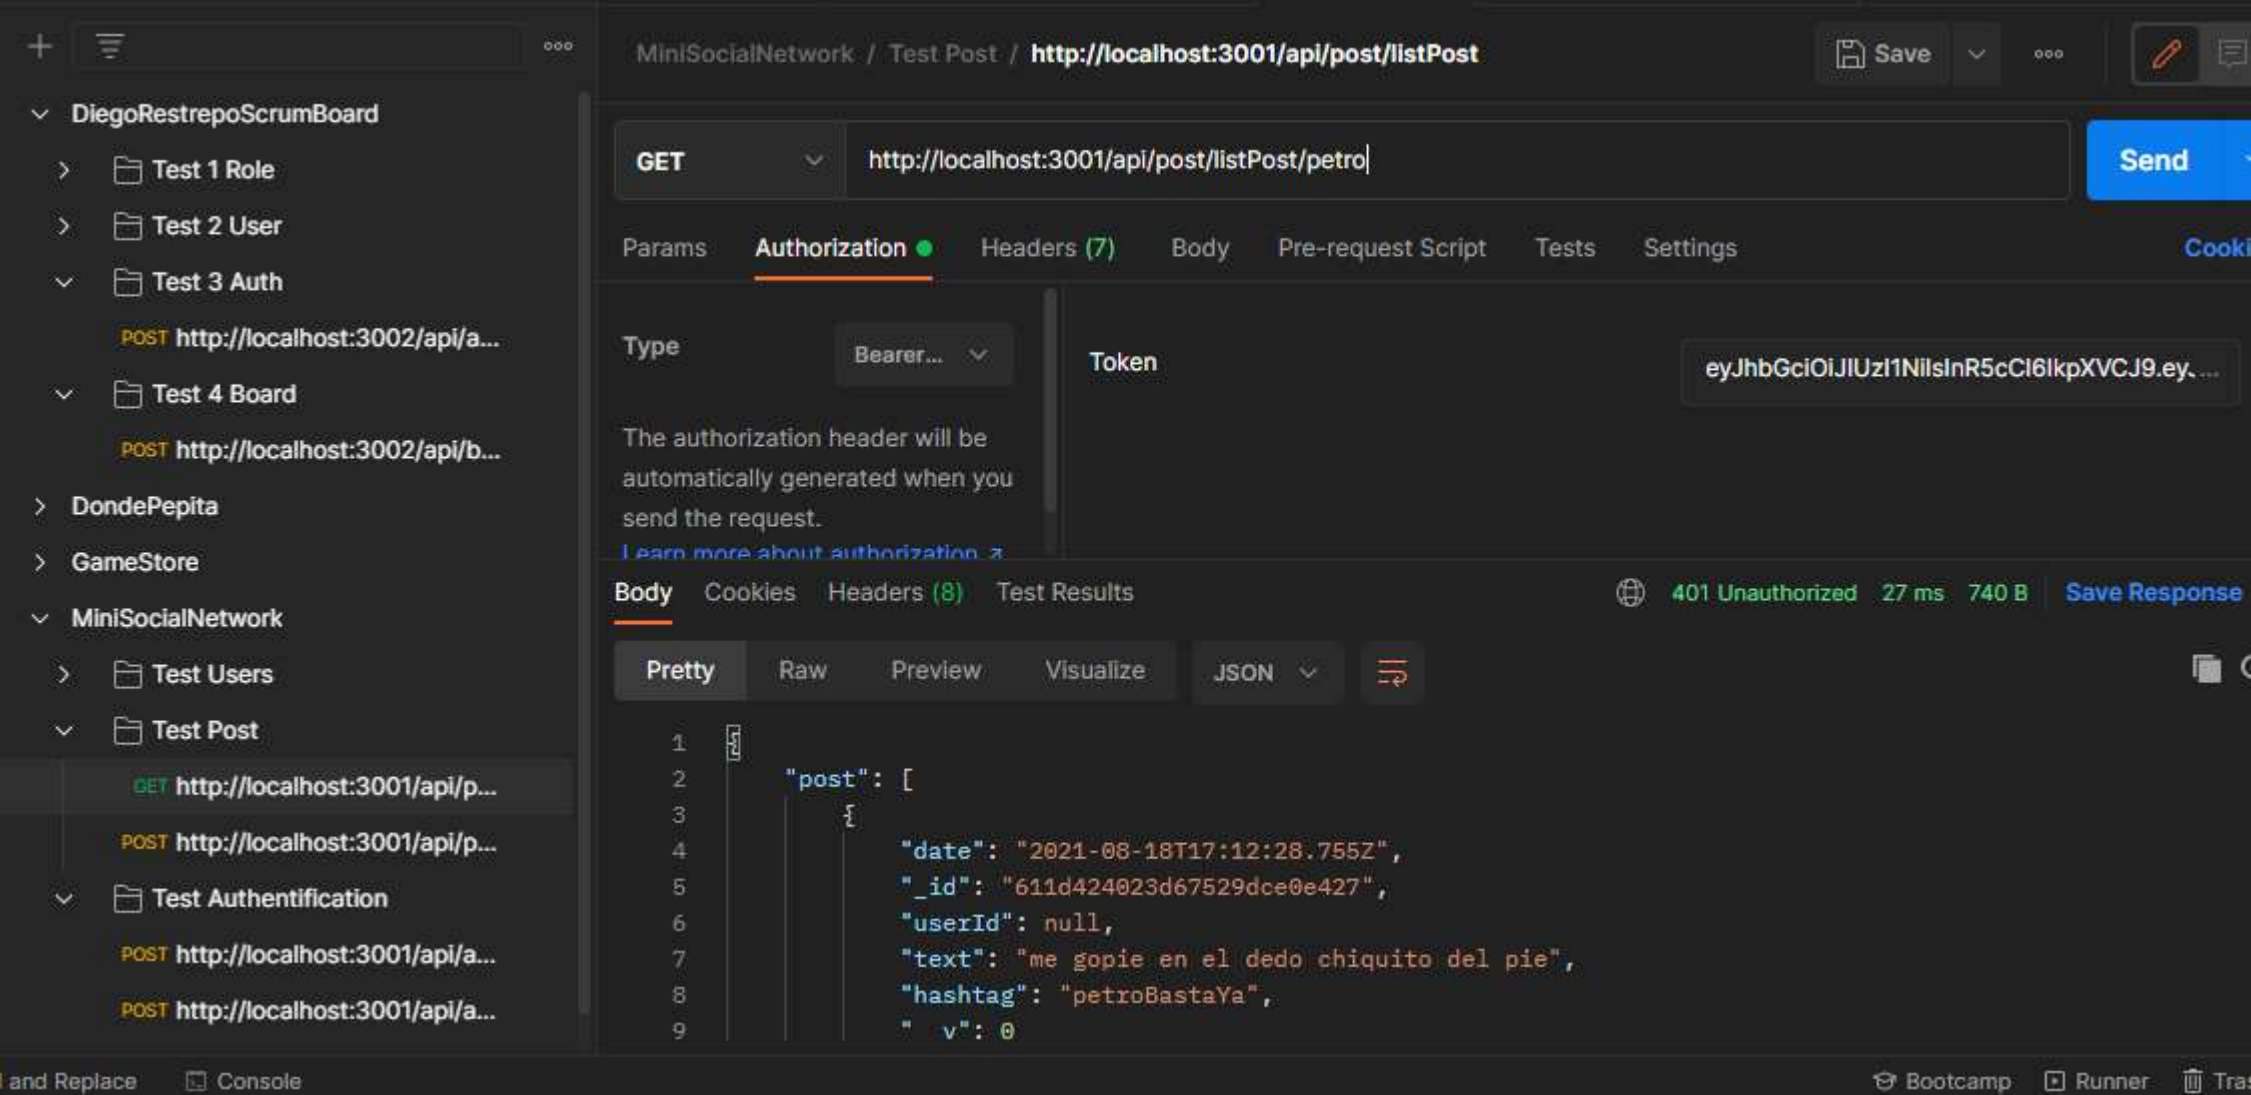 MiniSocialNetwork / Test Post / http://localhost:3001/api/post/listPost
Save
DiegoRestrepoScrumBoard
Test 1 Role
Test 2 User
Test 3 Auth
POST http://localhost:3002/api/a...
Test 4 Board
POST http://localhost:3002/api/b...
DondePepita
GameStore
MiniSocialNetwork
Test Users
Test Post
GET http://localhost:3001/api/p...
POST http://localhost:3001/api/p...
Test Authentification
POST http://localhost:3001/api/a...
POST http://localhost:3001/api/a...
GET http://localhost:3001/api/post/listPost/petro
Send
Params Authorization Headers (7) Body Pre-request Script Tests Settings Cooki
Type Bearer...
The authorization header will be
automatically generated when you
send the request.
Learn more about authorization
Token eyJhbGciOiJIUzI1NiIsInR5cCI6IkpXVCJ9.ey. ...
Body Cookies Headers (8) Test Results 401 Unauthorized 27 ms 740 B Save Response
Pretty Raw Preview Visualize JSON
1 {
2 "post": [
3 {
4 "date": "2021-08-18T17:12:28.755Z",
5 "_id": "611d424023d67529dce0e427",
6 "userId": null,
7 "text": "me gopie en el dedo chiquito del pie",
8 "hashtag": "petroBastaYa",
9 "__v": 0
and Replace Console Bootcamp Runner Tras